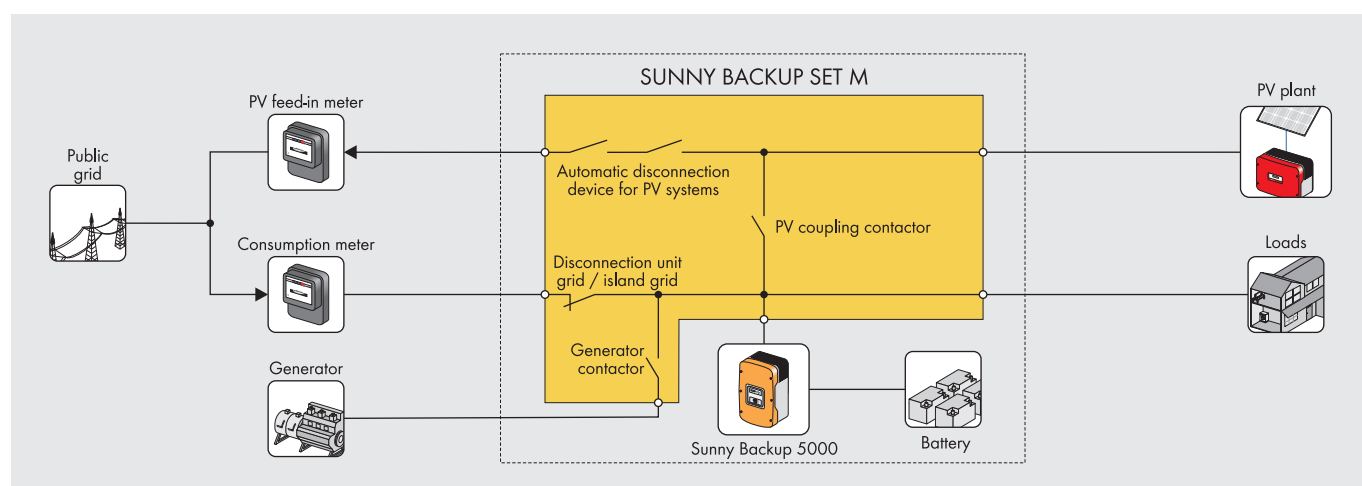 SUNNY BACKUP SET M
PV feed-in meter
PV plant
Public
grid
Automatic disconnection
device for PV systems
PV coupling contactor
Consumption meter
Loads
Disconnection unit
grid / island grid
Generator
contactor
Generator
Sunny Backup 5000
Battery